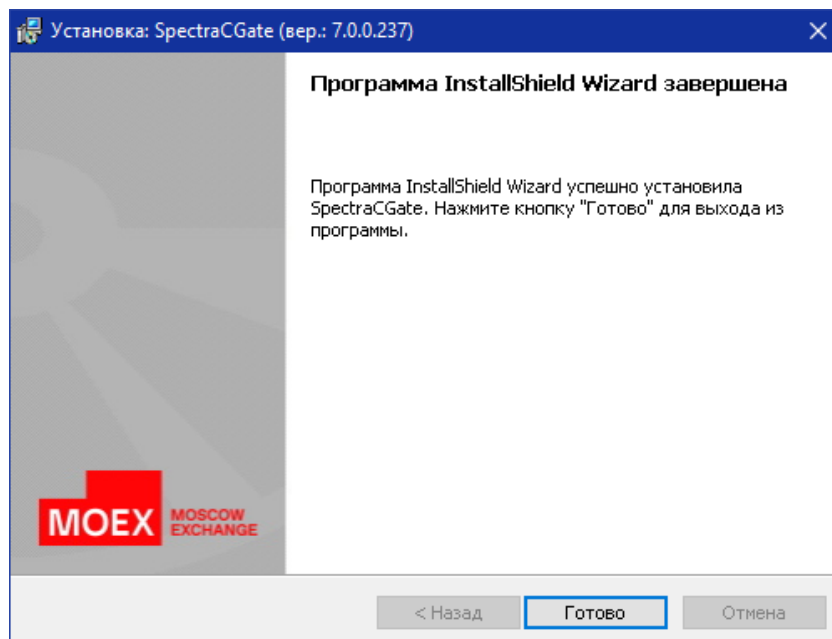 Установка: SpectraCGate (вер.: 7.0.0.237)
Программа InstallShield Wizard завершена
Программа InstallShield Wizard успешно установила
SpectraCGate. Нажмите кнопку "Готово" для выхода из
программы.
MOEX
MOSCOW
EXCHANGE
< Назад
Готово
Отмена